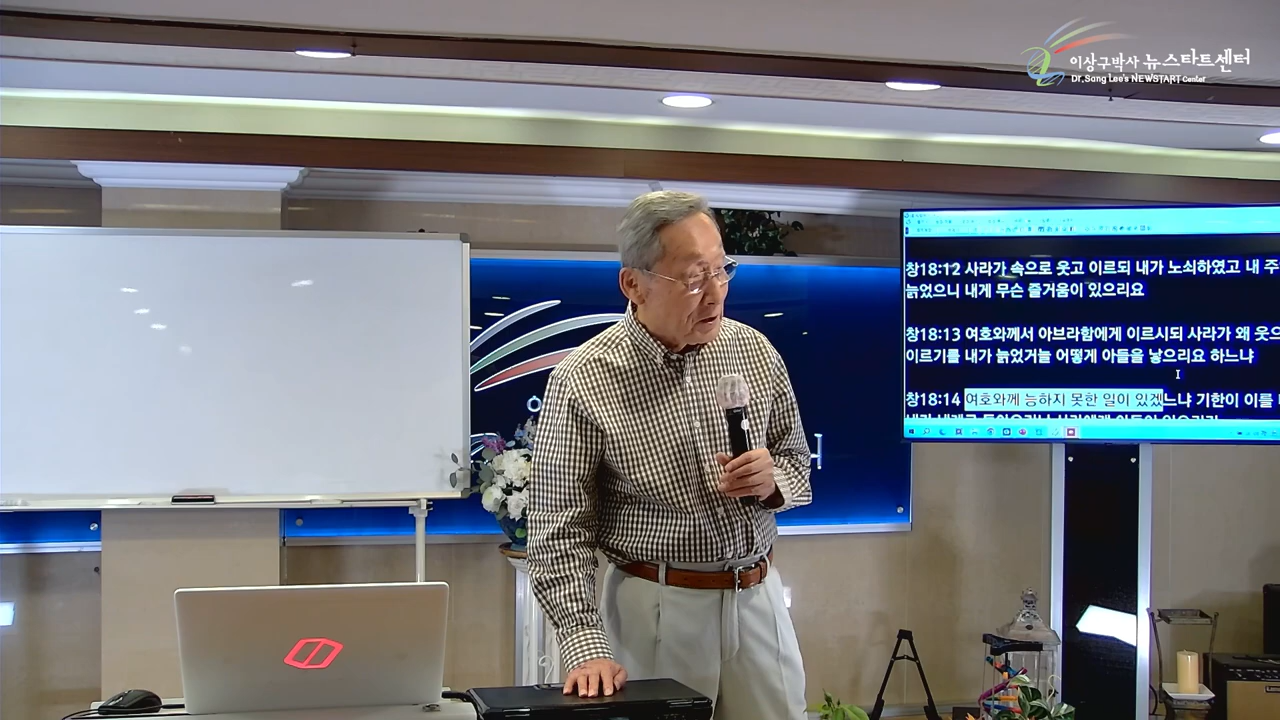 이상구박사 뉴스타트센터
Dr.Sang Lee's NEWSTART Center
창18:12 사라가 속으로 웃고 이르되 내가 노쇠하였고 내 주
늙었으니 내게 무슨 즐거움이 있으리요
창18:13 여호와께서 아브라함에게 이르시되 사라가 왜 웃으
이르기를 내가 늙었거늘 어떻게 아들을 낳으리요 하느냐
창18:14 여호와께 능하지 못한 일이 있겠느냐 기한이 이를